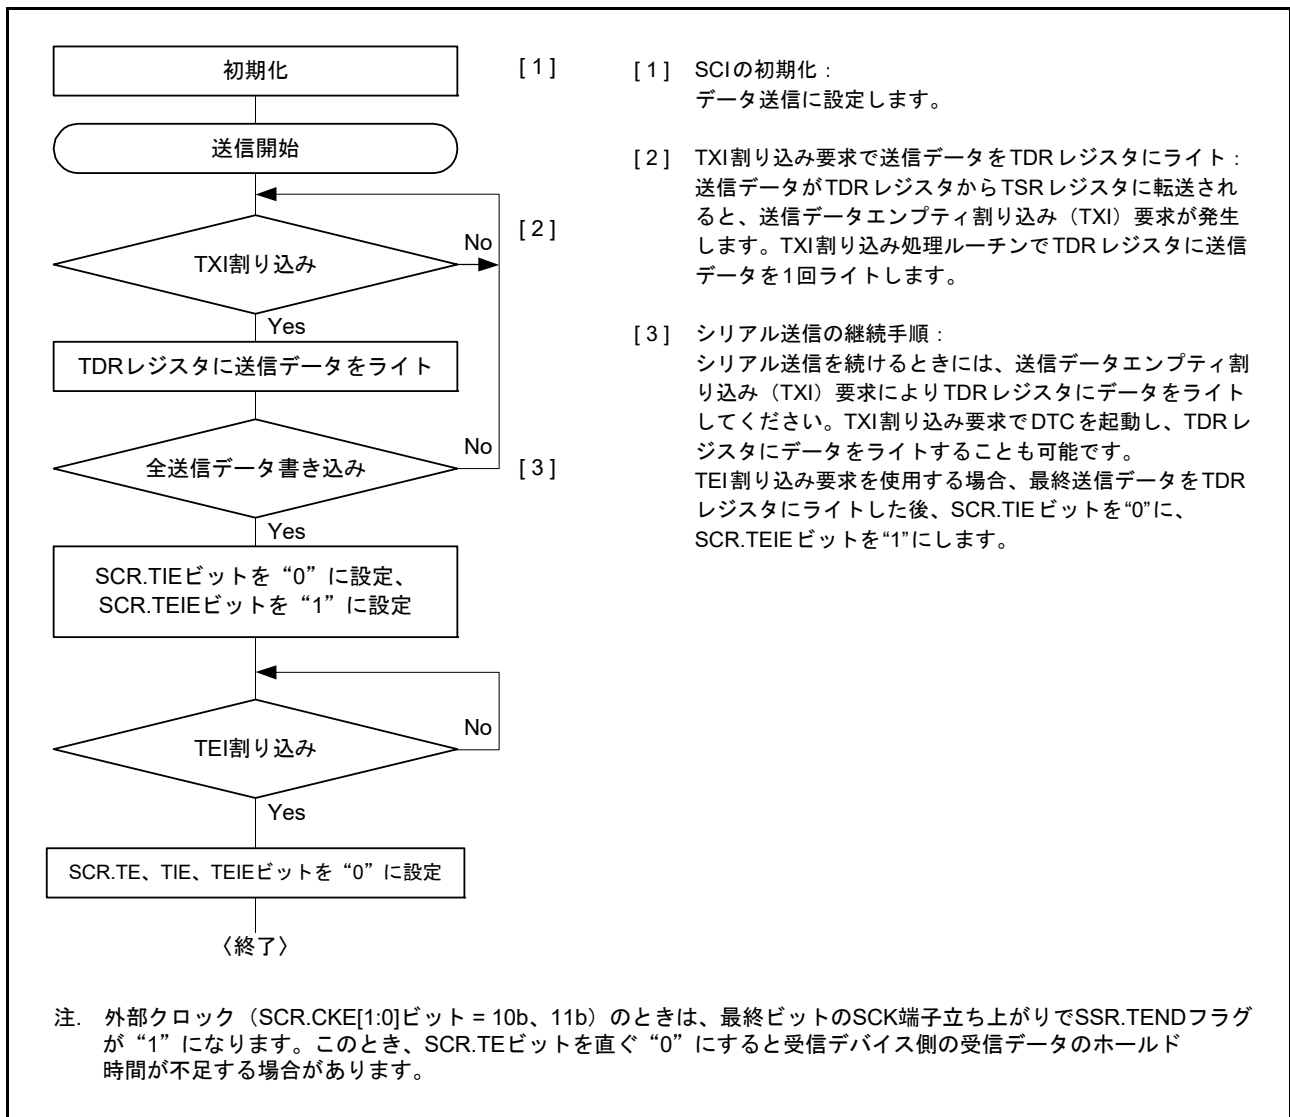 初期化
[ 1 ]
送信開始
No
[ 2 ]
TXI割り込み
Yes
TDRレジスタに送信データをライト
No
全送信データ書き込み
[ 3 ]
Yes
SCR.TIEビットを“0”に設定、
SCR.TEIEビットを“1”に設定
No
TEI割り込み
Yes
SCR.TE、TIE、TEIEビットを“0”に設定
〈終了〉
[ 1 ] SCIの初期化：
データ送信に設定します。
[ 2 ] TXI割り込み要求で送信データをTDRレジスタにライト：
送信データがTDRレジスタからTSRレジスタに転送され
ると、送信データエンプティ割り込み（TXI）要求が発生
します。TXI割り込み処理ルーチンでTDRレジスタに送信
データを1回ライトします。
[ 3 ] シリアル送信の継続手順：
シリアル送信を続けるときには、送信データエンプティ割
り込み（TXI）要求によりTDRレジスタにデータをライト
してください。TXI割り込み要求でDTCを起動し、TDRレ
ジスタにデータをライトすることも可能です。
TEI割り込み要求を使用する場合、最終送信データをTDR
レジスタにライトした後、SCR.TIEビットを“0”に、
SCR.TEIEビットを“1”にします。
注. 外部クロック（SCR.CKE[1:0]ビット = 10b、11b）のときは、最終ビットのSCK端子立ち上がりでSSR.TENDフラグ
が“1”になります。このとき、SCR.TEビットを直ぐ“0”にすると受信デバイス側の受信データのホールド
時間が不足する場合があります。